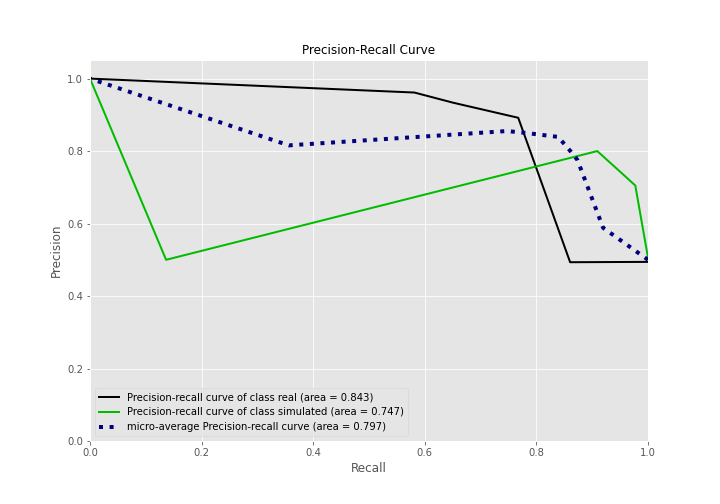 Precision-Recall Curve
1.0
0.8
0.6
0.4
0.2
0.0
Precision
Precision-recall curve of class real (area = 0.843)
Precision-recall curve of class simulated (area = 0.747)
micro-average Precision-recall curve (area = 0.797)
0.0 0.2 0.4 0.6 0.8 1.0
Recall